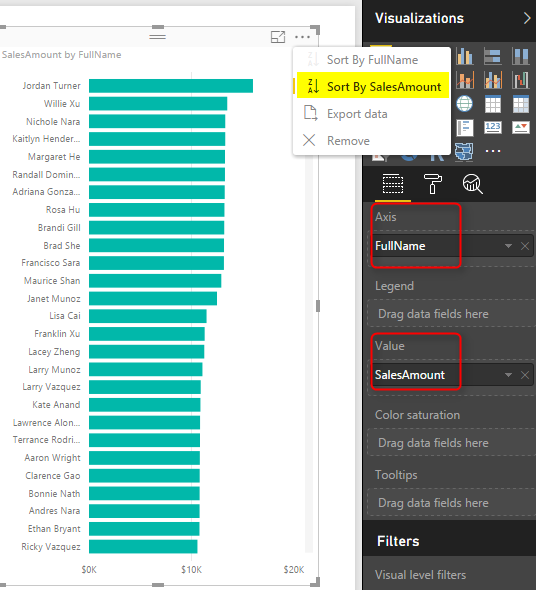 Visualizations
SalesAmount by FullName
Sort By FullName
Sort By SalesAmount
Export data
Remove
Jordan Turner
Willie Xu
Nichole Nara
Kaitlyn Hender...
Margaret He
Randall Domin...
Adriana Gonza...
Rosa Hu
Brandi Gill
Brad She
Francisco Sara
Maurice Shan
Janet Munoz
Lisa Cai
Franklin Xu
Lacey Zheng
Larry Munoz
Larry Vazquez
Kate Anand
Lawrence Alon...
Terrance Rodri...
Aaron Wright
Clarence Gao
Bonnie Nath
Andres Nara
Ethan Bryant
Ricky Vazquez
$0K $10K $20K
123
R
Axis
FullName
Legend
Drag data fields here
Value
SalesAmount
Color saturation
Drag data fields here
Tooltips
Drag data fields here
Filters
Visual level filters